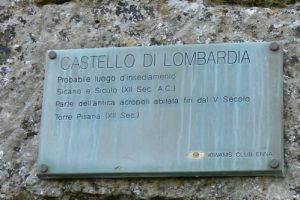 CASTELLO DI LOMBARDIA
Probabile luogo d'insediamento
Sicano e Siculo (XII Sec. A.C.)
Parte dell'antica acropoli abitata fin dal V Secolo
Torre Pisana (XII Sec.)
KIWANIS CLUB ENNA